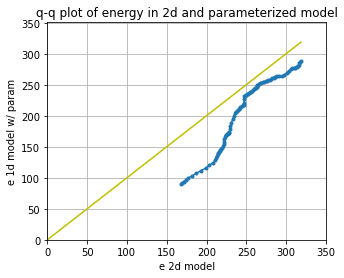 q-q plot of energy in 2d and parameterized model
350
300
250
200
150
100
50
0
e 1d model w/ param
0 50 100 150 200 250 300 350
e 2d model